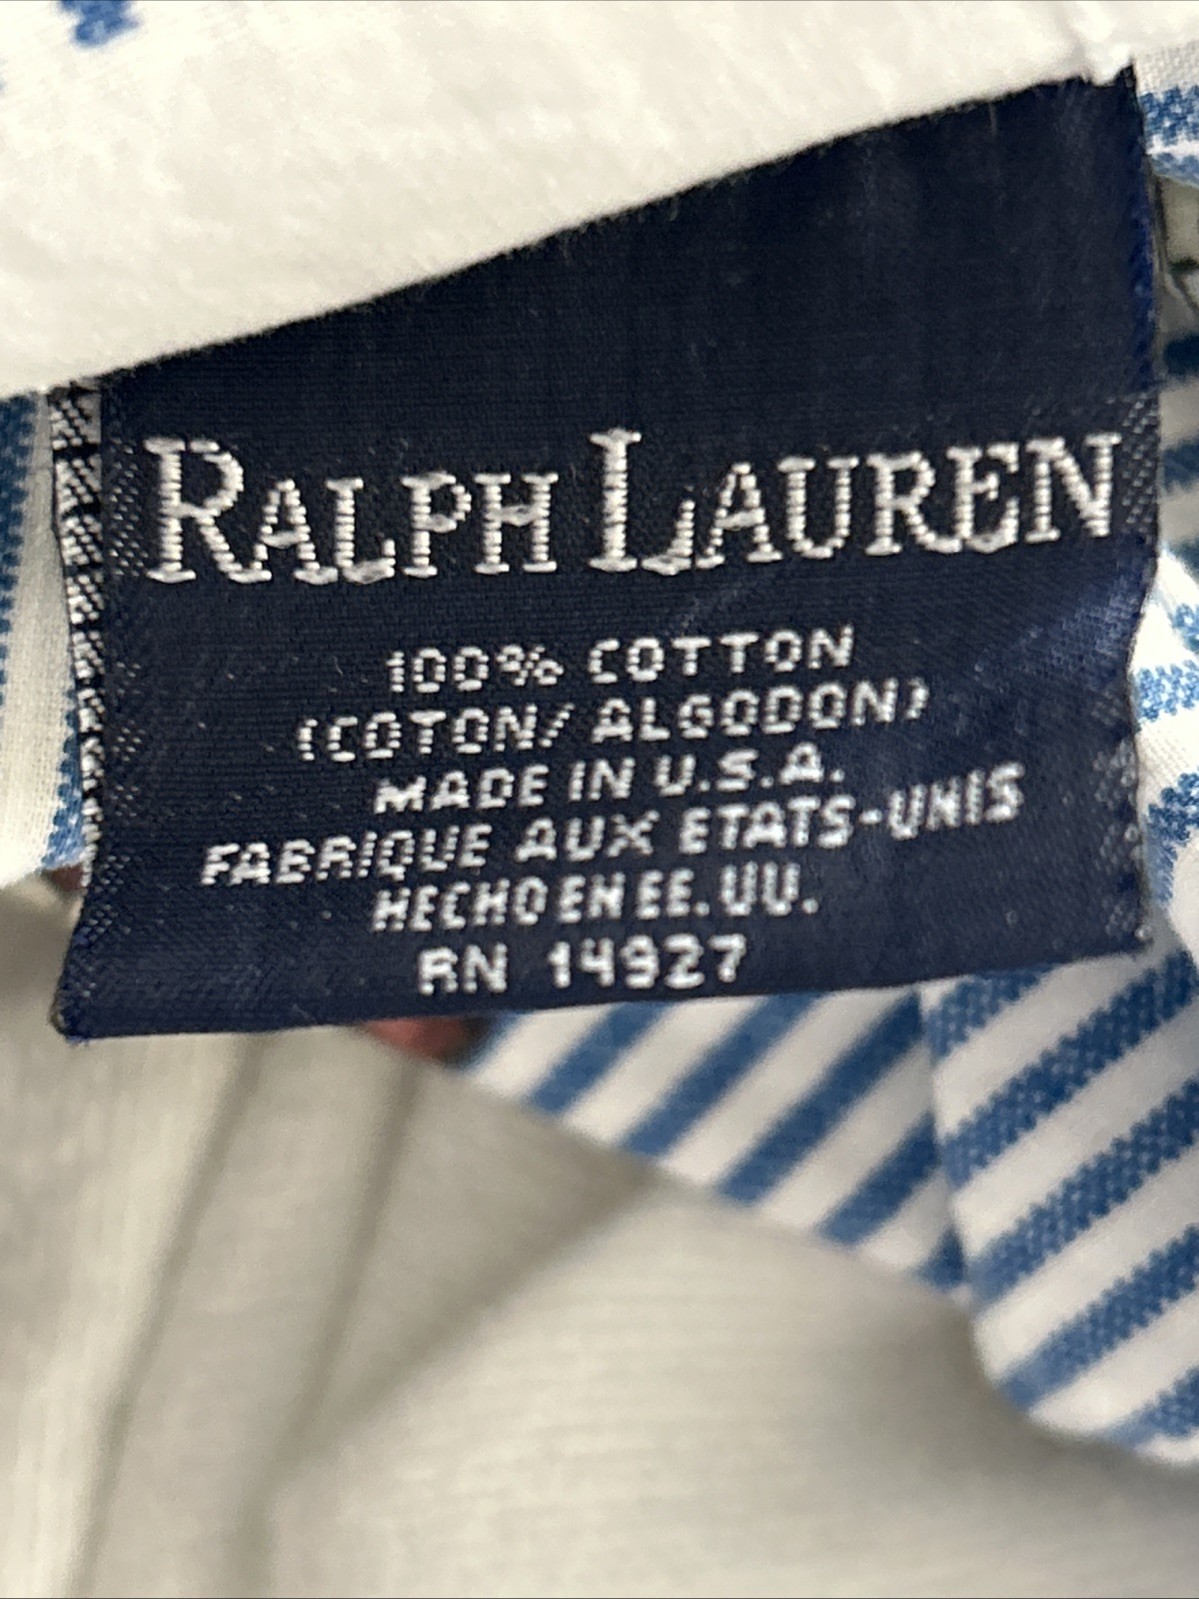 RALPH LAUREN
100% COTTON
(COTON/ ALGODON)
MADE IN U.S.A.
FABRIQUE AUX ETATS-UNIS
HECHO EN EE. UU.
RN 14927